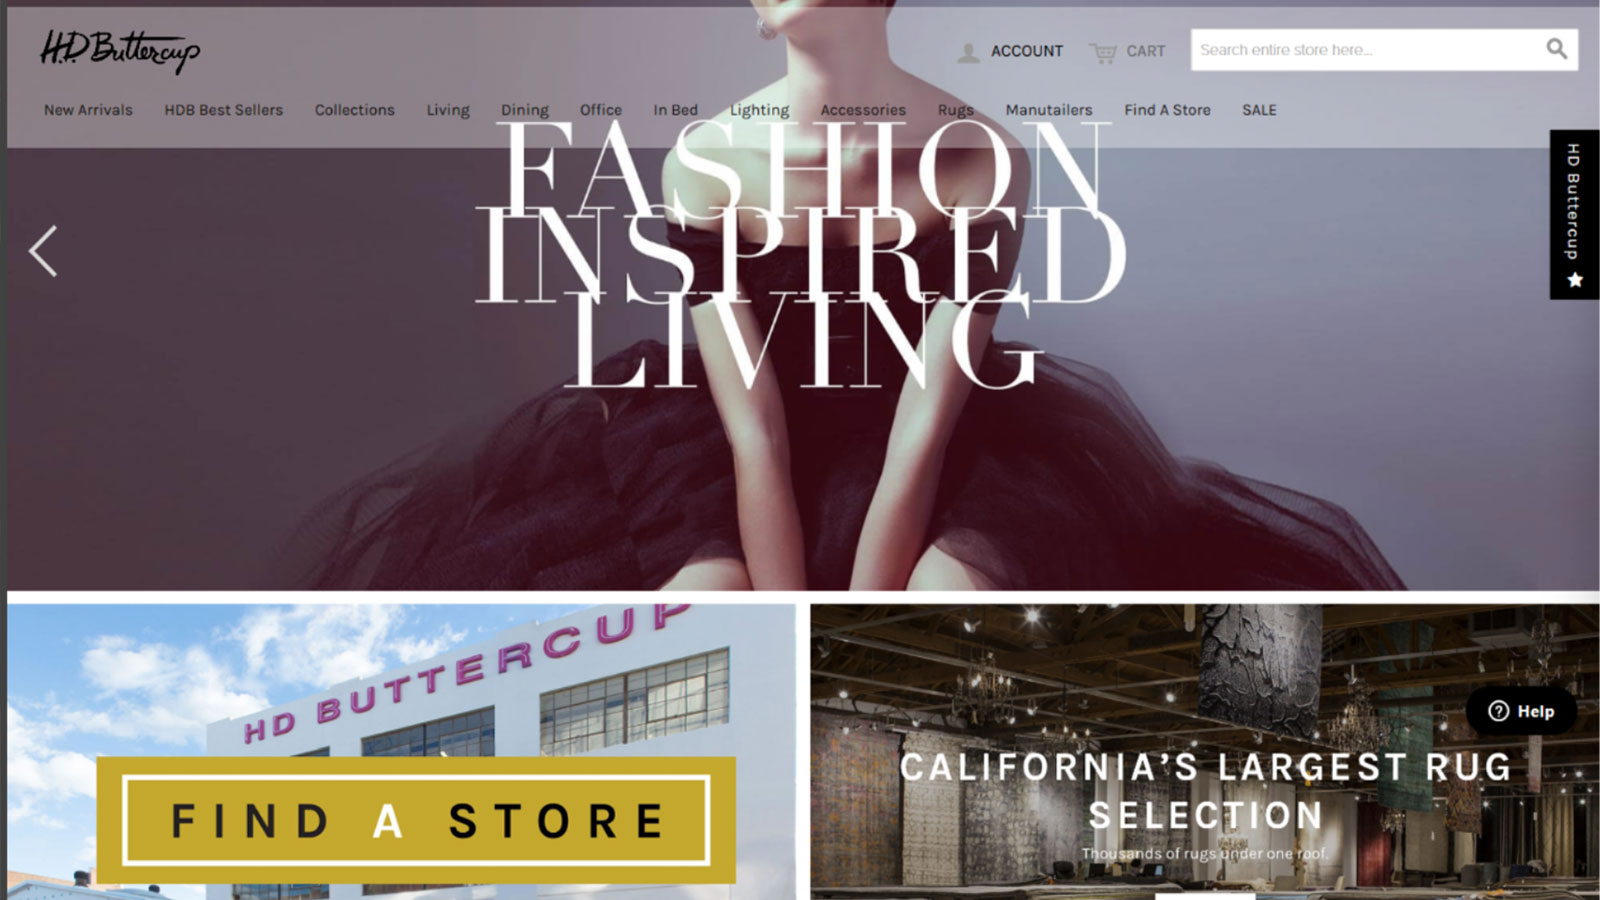 H.D. Buttercup
ACCOUNT
CART
Search entire store here...
New Arrivals HDB Best Sellers Collections Living Dining Office In Bed Lighting Accessories Rugs Manutailers Find A Store SALE
FASHION
INSPIRED
LIVING
HD Buttercup
HD BUTTERCUP
FIND A STORE
CALIFORNIA’S LARGEST RUG
SELECTION
Thousands of rugs under one roof.
Help